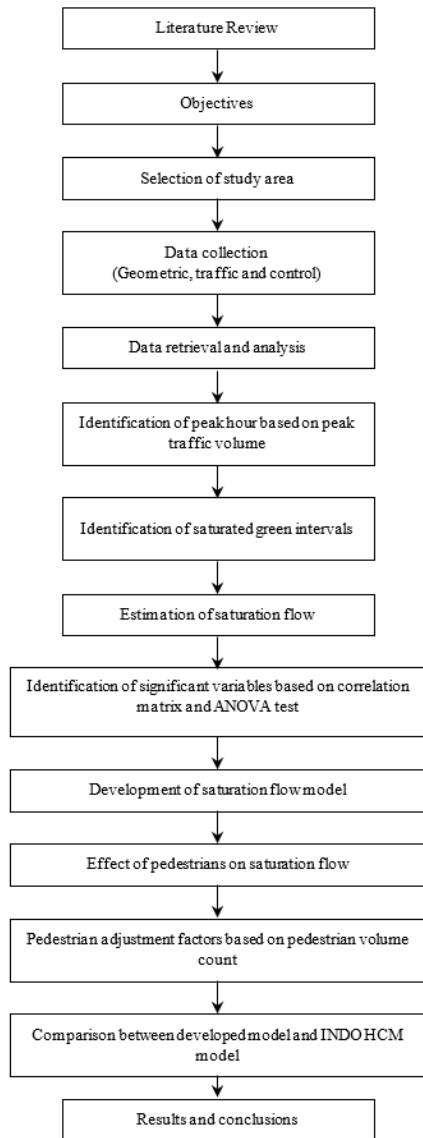 Literature Review
Objectives
Selection of study area
Data collection
(Geometric, traffic and control)
Data retrieval and analysis
Identification of peak hour based on peak
traffic volume
Identification of saturated green intervals
Estimation of saturation flow
Identification of significant variables based on correlation
matrix and ANOVA test
Development of saturation flow model
Effect of pedestrians on saturation flow
Pedestrian adjustment factors based on pedestrian volume
count
Comparison between developed model and INDO HCM
model
Results and conclusions